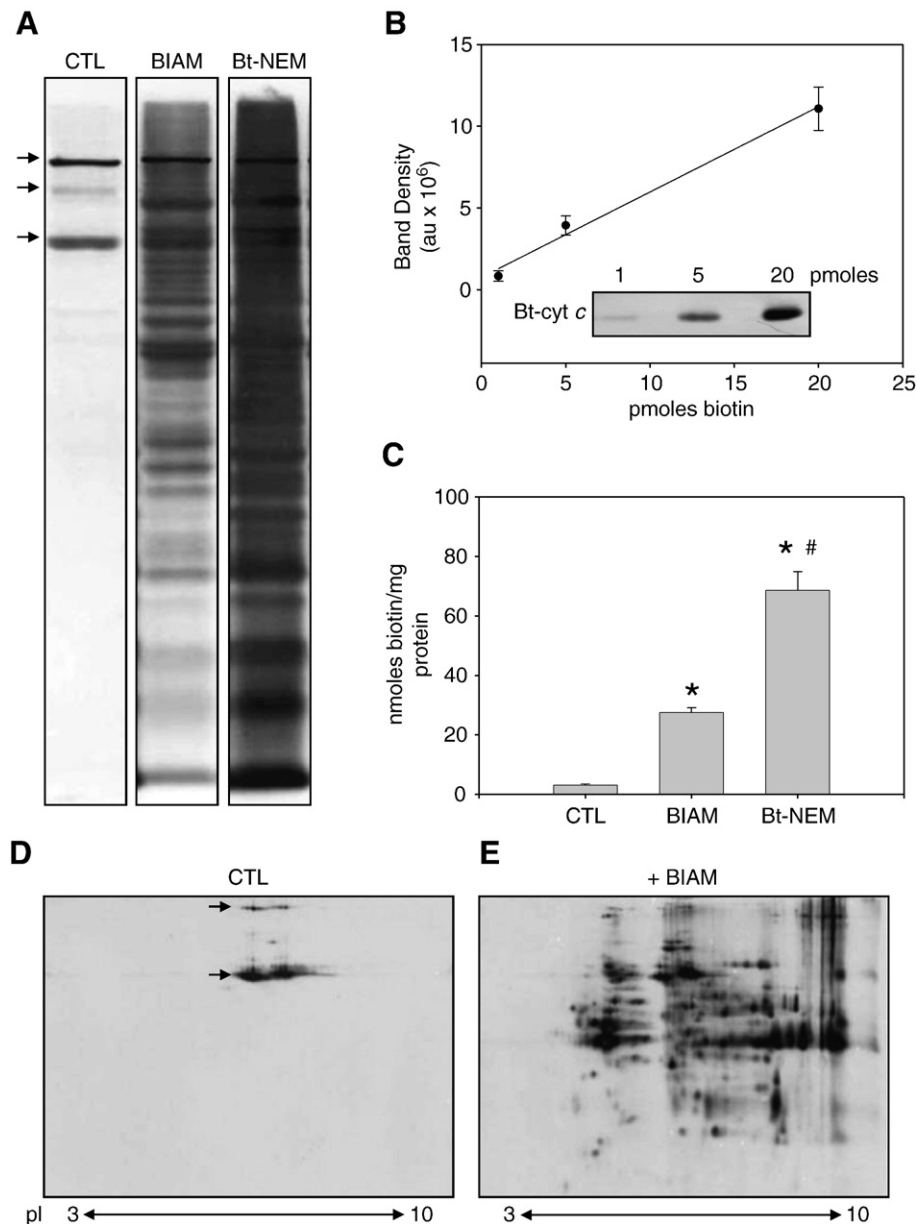 A
CTL BIAM Bt-NEM
B
15
10
5
0
Band Density
(au x 10⁶)
1 5 20 pmoles
Bt-cyt c
0 5 10 15 20 25
pmoles biotin
C
100
80
60
40
20
0
nmoles biotin/mg
protein
*
* #
CTL BIAM Bt-NEM
D
CTL
E
+ BIAM
pI 3 10
3 10